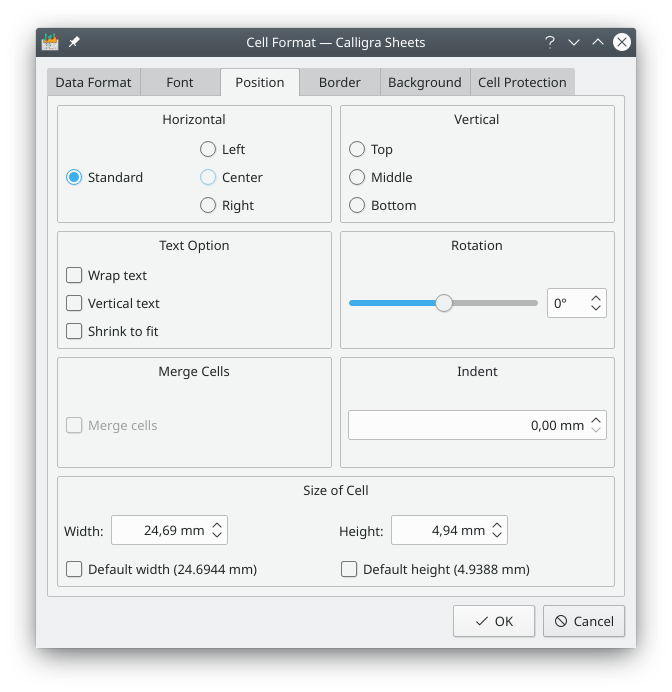 Cell Format — Calligra Sheets
Data Format Font Position Border Background Cell Protection
Horizontal
Left
Standard
Center
Right
Vertical
Top
Middle
Bottom
Text Option
Wrap text
Vertical text
Shrink to fit
Rotation
0°
Merge Cells
Merge cells
Indent
0,00 mm
Size of Cell
Width: 24,69 mm Height: 4,94 mm
Default width (24.6944 mm) Default height (4.9388 mm)
OK Cancel